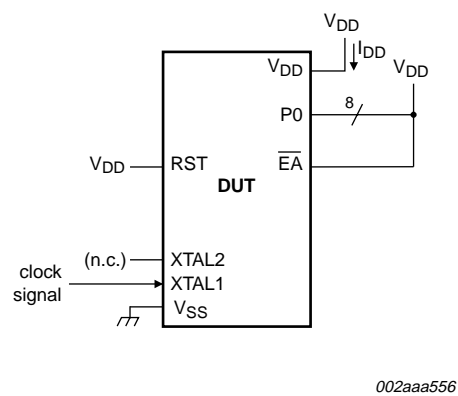 VDD
IDD
VDD
VDD
8
P0
VDD
RST
EA
DUT
(n.c.)
XTAL2
clock
signal
XTAL1
VSS
002aaa556